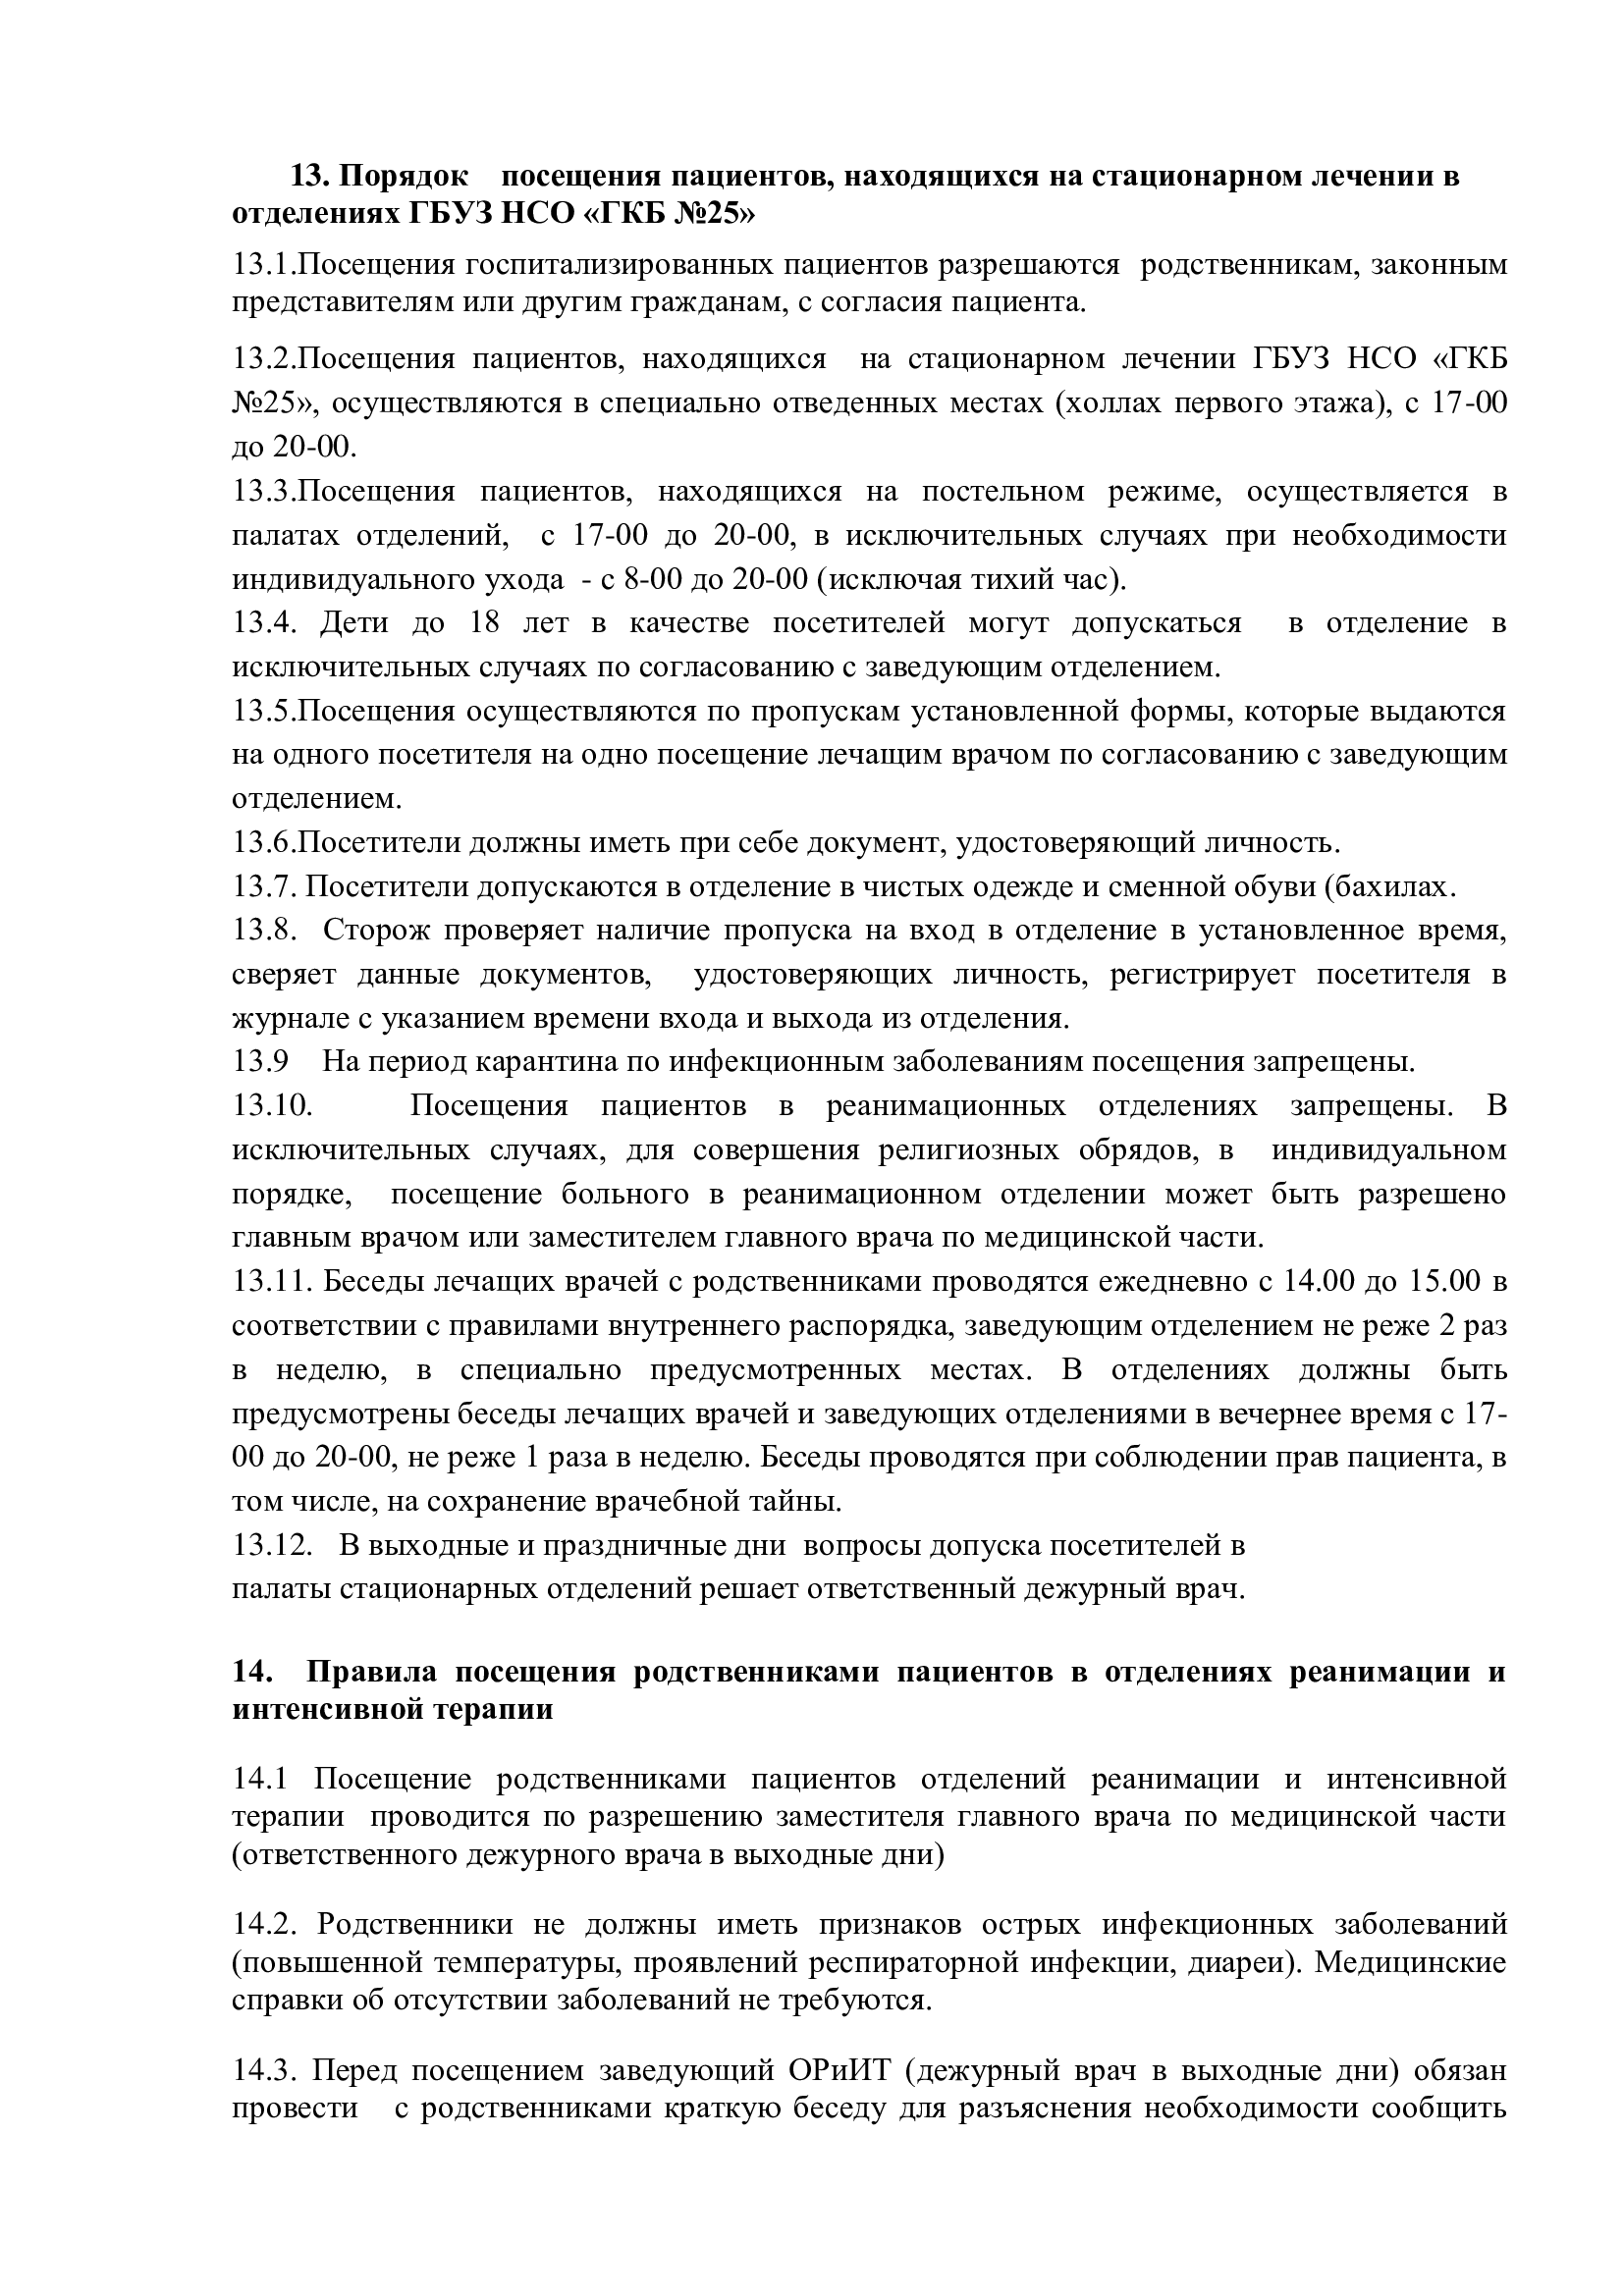 13. Порядок посещения пациентов, находящихся на стационарном лечении в
отделениях ГБУЗ НСО «ГКБ №25»
13.1.Посещения госпитализированных пациентов разрешаются родственникам, законным
представителям или другим гражданам, с согласия пациента.
13.2.Посещения пациентов, находящихся на стационарном лечении ГБУЗ НСО «ГКБ
№25», осуществляются в специально отведенных местах (холлах первого этажа), с 17-00
до 20-00.
13.3.Посещения пациентов, находящихся на постельном режиме, осуществляется в
палатах отделений, с 17-00 до 20-00, в исключительных случаях при необходимости
индивидуального ухода - с 8-00 до 20-00 (исключая тихий час).
13.4. Дети до 18 лет в качестве посетителей могут допускаться в отделение в
исключительных случаях по согласованию с заведующим отделением.
13.5.Посещения осуществляются по пропускам установленной формы, которые выдаются
на одного посетителя на одно посещение лечащим врачом по согласованию с заведующим
отделением.
13.6.Посетители должны иметь при себе документ, удостоверяющий личность.
13.7. Посетители допускаются в отделение в чистых одежде и сменной обуви (бахилах.
13.8. Сторож проверяет наличие пропуска на вход в отделение в установленное время,
сверяет данные документов, удостоверяющих личность, регистрирует посетителя в
журнале с указанием времени входа и выхода из отделения.
13.9 На период карантина по инфекционным заболеваниям посещения запрещены.
13.10. Посещения пациентов в реанимационных отделениях запрещены. В
исключительных случаях, для совершения религиозных обрядов, в индивидуальном
порядке, посещение больного в реанимационном отделении может быть разрешено
главным врачом или заместителем главного врача по медицинской части.
13.11. Беседы лечащих врачей с родственниками проводятся ежедневно с 14.00 до 15.00 в
соответствии с правилами внутреннего распорядка, заведующим отделением не реже 2 раз
в неделю, в специально предусмотренных местах. В отделениях должны быть
предусмотрены беседы лечащих врачей и заведующих отделениями в вечернее время с 17-
00 до 20-00, не реже 1 раза в неделю. Беседы проводятся при соблюдении прав пациента, в
том числе, на сохранение врачебной тайны.
13.12. В выходные и праздничные дни вопросы допуска посетителей в
палаты стационарных отделений решает ответственный дежурный врач.
14. Правила посещения родственниками пациентов в отделениях реанимации и
интенсивной терапии
14.1 Посещение родственниками пациентов отделений реанимации и интенсивной
терапии проводится по разрешению заместителя главного врача по медицинской части
(ответственного дежурного врача в выходные дни)
14.2. Родственники не должны иметь признаков острых инфекционных заболеваний
(повышенной температуры, проявлений респираторной инфекции, диареи). Медицинские
справки об отсутствии заболеваний не требуются.
14.3. Перед посещением заведующий ОРиИТ (дежурный врач в выходные дни) обязан
провести с родственниками краткую беседу для разъяснения необходимости сообщить